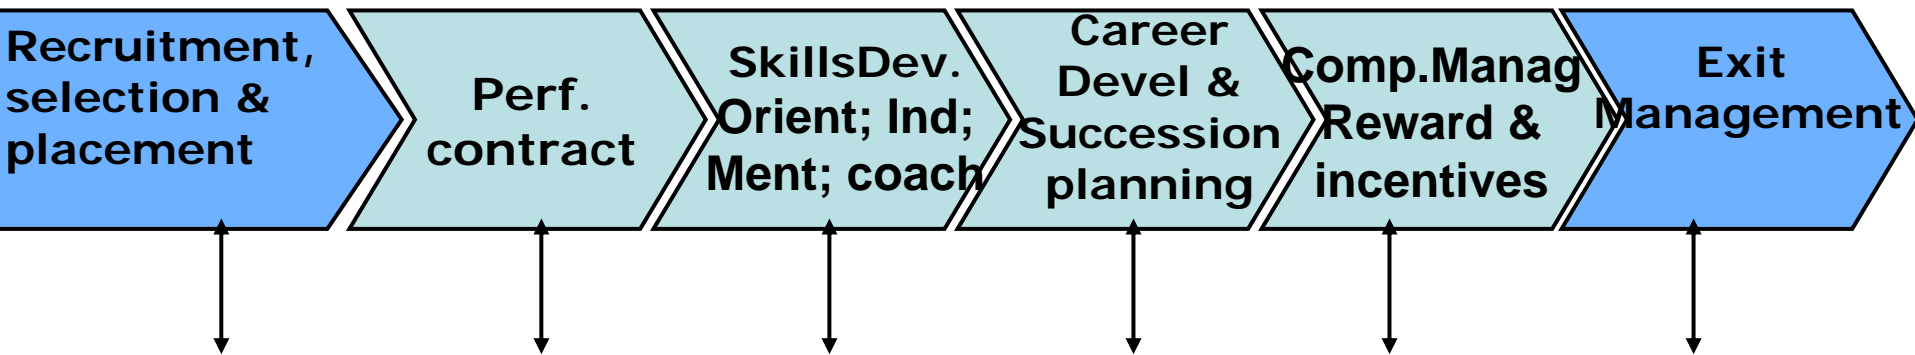 Recruitment,
selection &
placement
Perf.
contract
SkillsDev.
Orient; Ind;
Ment; coach
Career
Devel &
Succession
planning
Comp.Manag
Reward &
incentives
Exit
Management